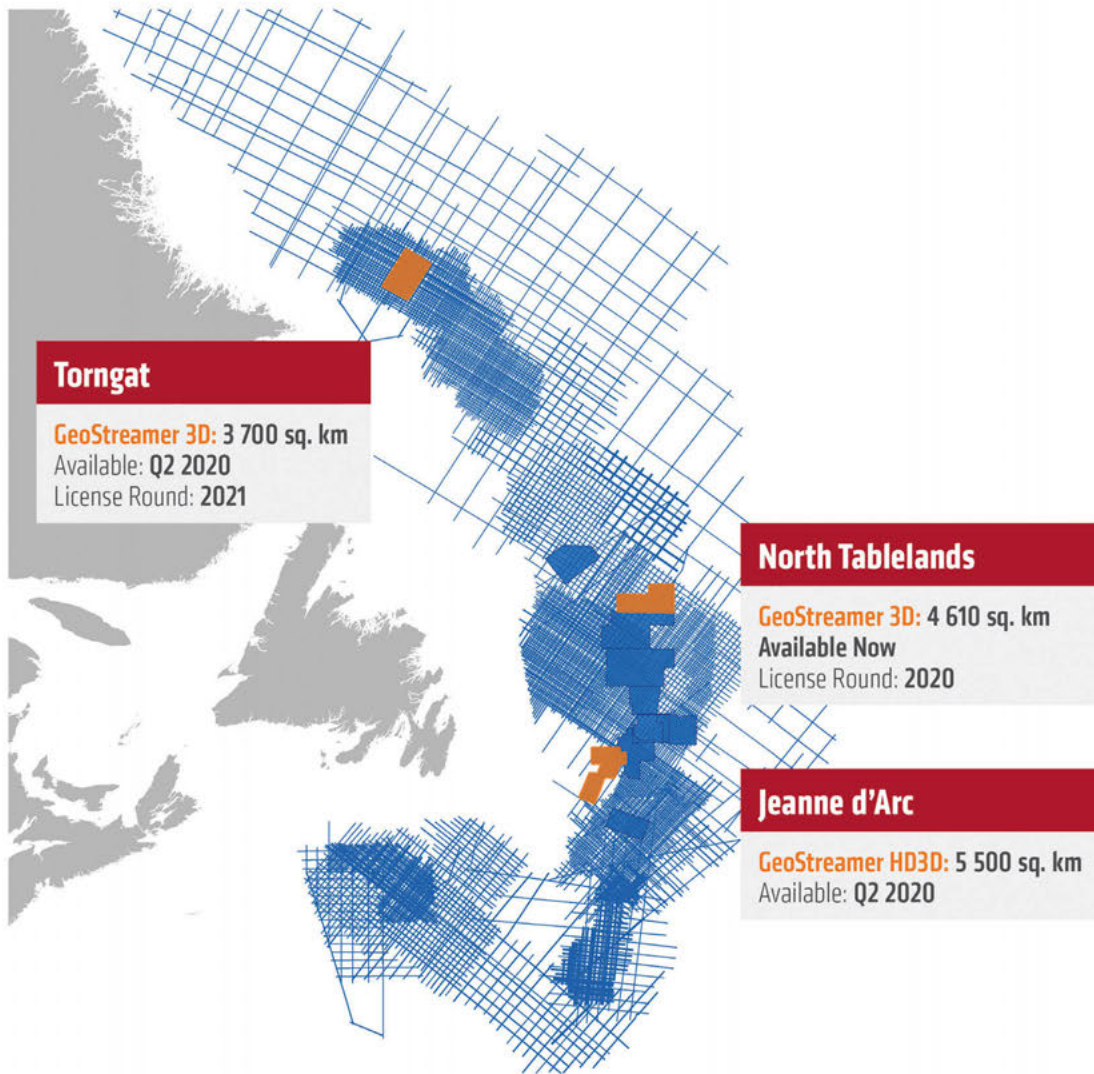 Torngat
GeoStreamer 3D: 3 700 sq. km
Available: Q2 2020
License Round: 2021
North Tablelands
GeoStreamer 3D: 4 610 sq. km
Available Now
License Round: 2020
Jeanne d’Arc
GeoStreamer HD3D: 5 500 sq. km
Available: Q2 2020